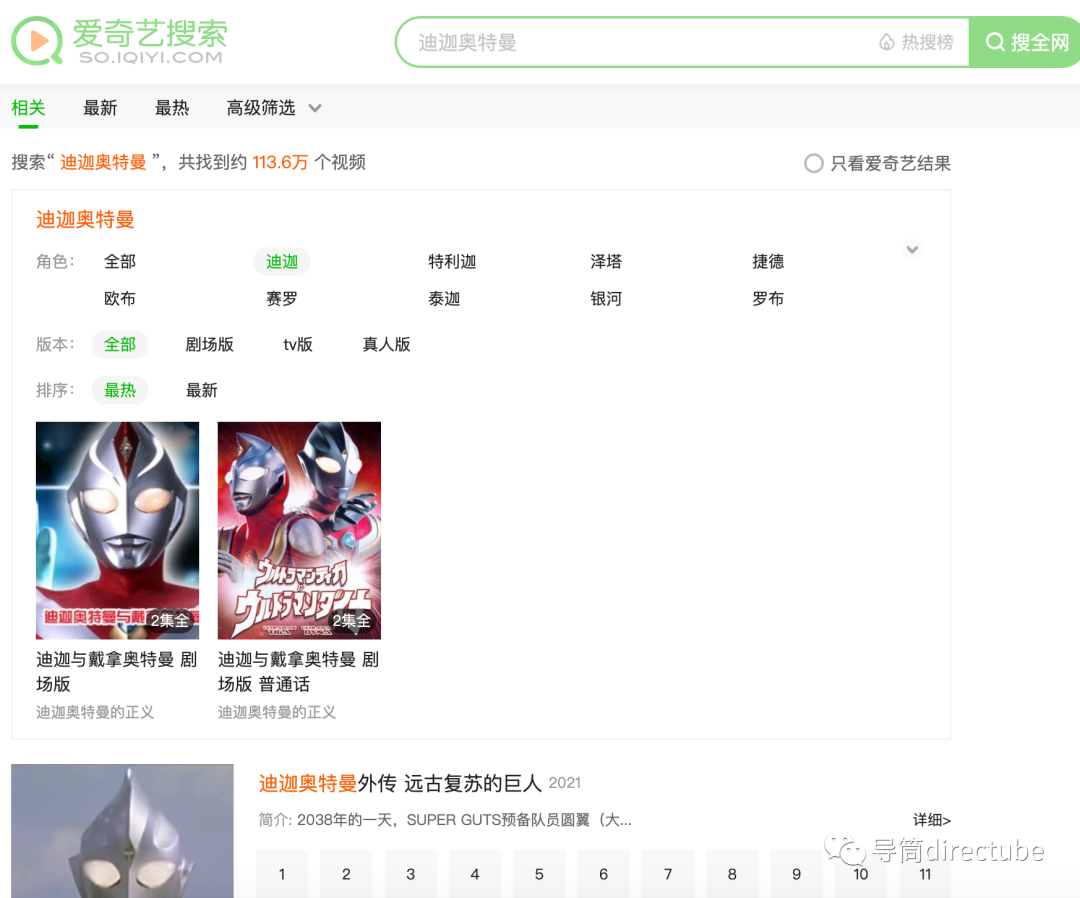 爱奇艺搜索
SO.IQIYI.COM
迪迦奥特曼 热搜榜 搜全网
相关 最新 最热 高级筛选
搜索“ 迪迦奥特曼 ”，共找到约 113.6万 个视频 只看爱奇艺结果
迪迦奥特曼
角色： 全部 迪迦 特利迦 泽塔 捷德
欧布 赛罗 泰迦 银河 罗布
版本： 全部 剧场版 tv版 真人版
排序： 最热 最新
迪迦奥特曼与戴
2集全
ウルトラマンティガ
ウルトラマンダイナ
2集全
迪迦与戴拿奥特曼 剧
场版
迪迦奥特曼的正义
迪迦与戴拿奥特曼 剧
场版 普通话
迪迦奥特曼的正义
迪迦奥特曼外传 远古复苏的巨人 2021
简介: 2038年的一天，SUPER GUTS预备队员圆翼（大... 详细>
导筒directube
1 2 3 4 5 6 7 8 9 10 11